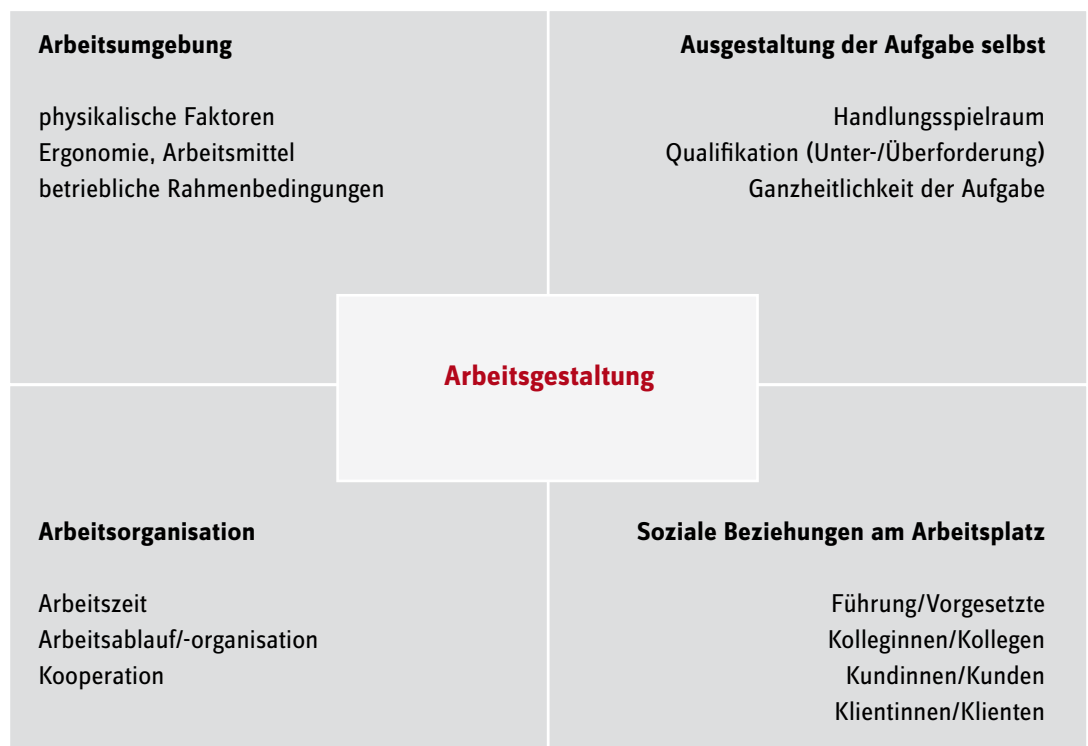 Arbeitsumgebung
physikalische Faktoren
Ergonomie, Arbeitsmittel
betriebliche Rahmenbedingungen
Ausgestaltung der Aufgabe selbst
Handlungsspielraum
Qualifikation (Unter-/Überforderung)
Ganzheitlichkeit der Aufgabe
Arbeitsgestaltung
Arbeitsorganisation
Arbeitszeit
Arbeitsablauf/-organisation
Kooperation
Soziale Beziehungen am Arbeitsplatz
Führung/Vorgesetzte
Kolleginnen/Kollegen
Kundinnen/Kunden
Klientinnen/Klienten